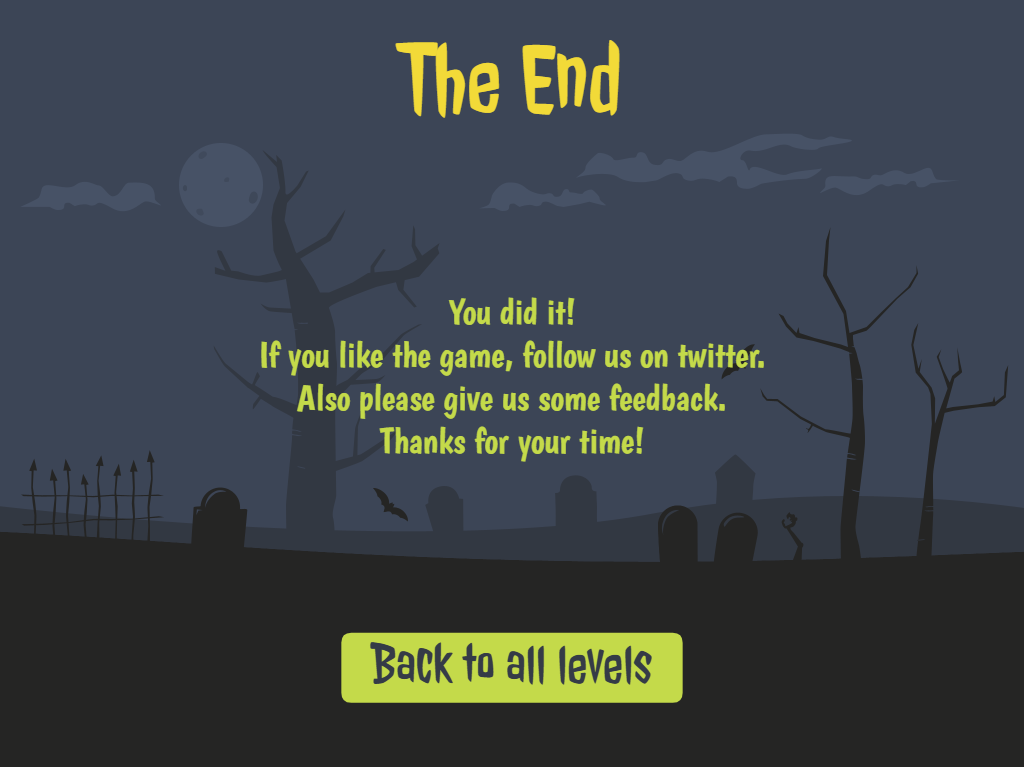 The End
You did it!
If you like the game, follow us on twitter.
Also please give us some feedback.
Thanks for your time!
Back to all levels